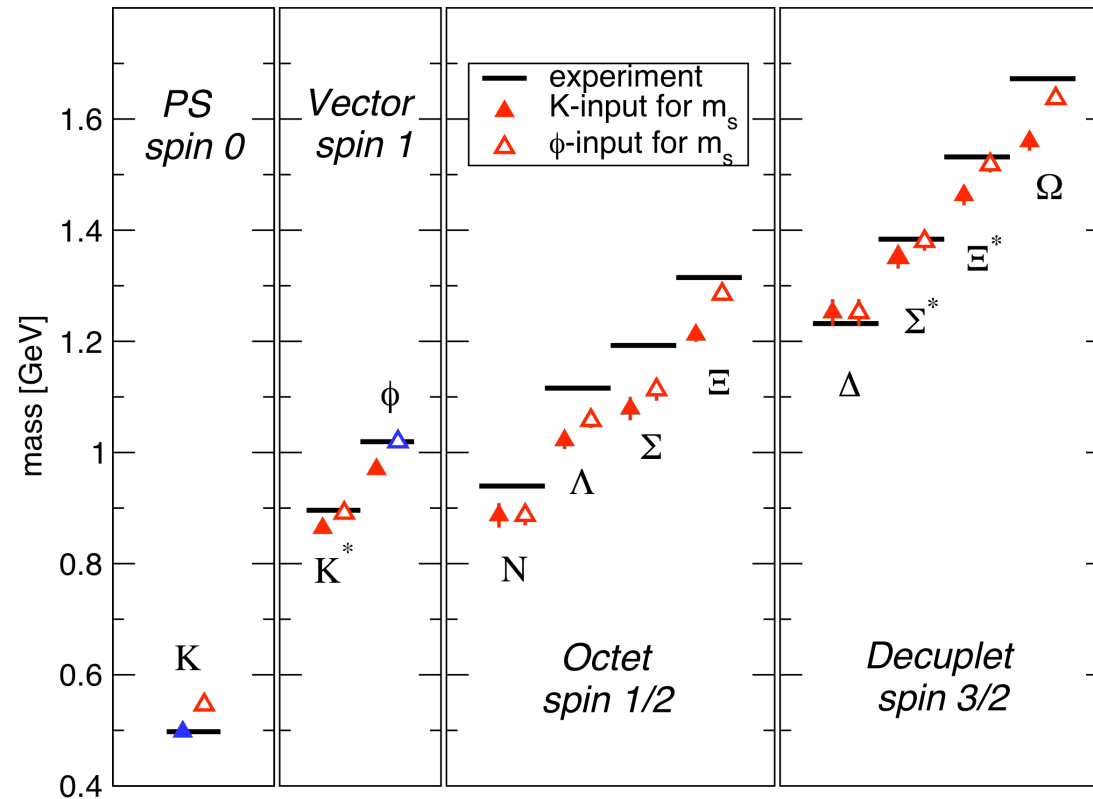 mass [GeV]
1.6
1.4
1.2
1
0.8
0.6
0.4
PS
spin 0
K
Vector
spin 1
ϕ
K*
experiment
K-input for m_s
ϕ-input for m_s
N
Λ
Σ
Ξ
Octet
spin 1/2
Δ
Σ*
Ξ*
Ω
Decuplet
spin 3/2